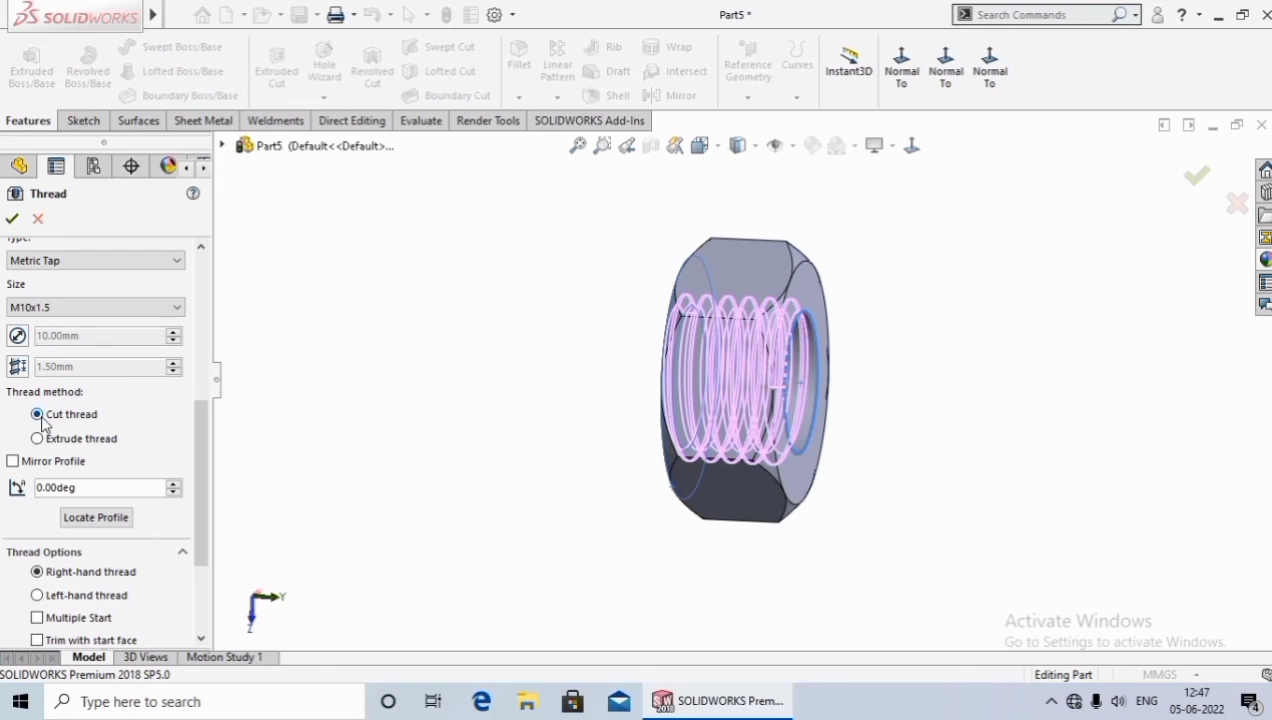 SOLIDWORKS
Part5 *
Search Commands
Extruded Boss/Base
Revolved Boss/Base
Swept Boss/Base
Lofted Boss/Base
Boundary Boss/Base
Extruded Cut
Hole Wizard
Revolved Cut
Swept Cut
Lofted Cut
Boundary Cut
Fillet
Linear Pattern
Rib
Draft
Shell
Wrap
Intersect
Mirror
Reference Geometry
Curves
Instant3D
Normal To
Normal To
Normal To
Features
Sketch
Surfaces
Sheet Metal
Weldments
Direct Editing
Evaluate
Render Tools
SOLIDWORKS Add-Ins
Part5 (Default<<Default>...
Thread
Type:
Metric Tap
Size
M10x1.5
10.00mm
1.50mm
Thread method:
Cut thread
Extrude thread
Mirror Profile
0.00deg
Locate Profile
Thread Options
Right-hand thread
Left-hand thread
Multiple Start
Trim with start face
Y
Z
Activate Windows
Go to Settings to activate Windows.
Model
3D Views
Motion Study 1
SOLIDWORKS Premium 2018 SP5.0
Editing Part
MMGS
Type here to search
SOLIDWORKS Prem...
ENG
12:47
05-06-2022
4